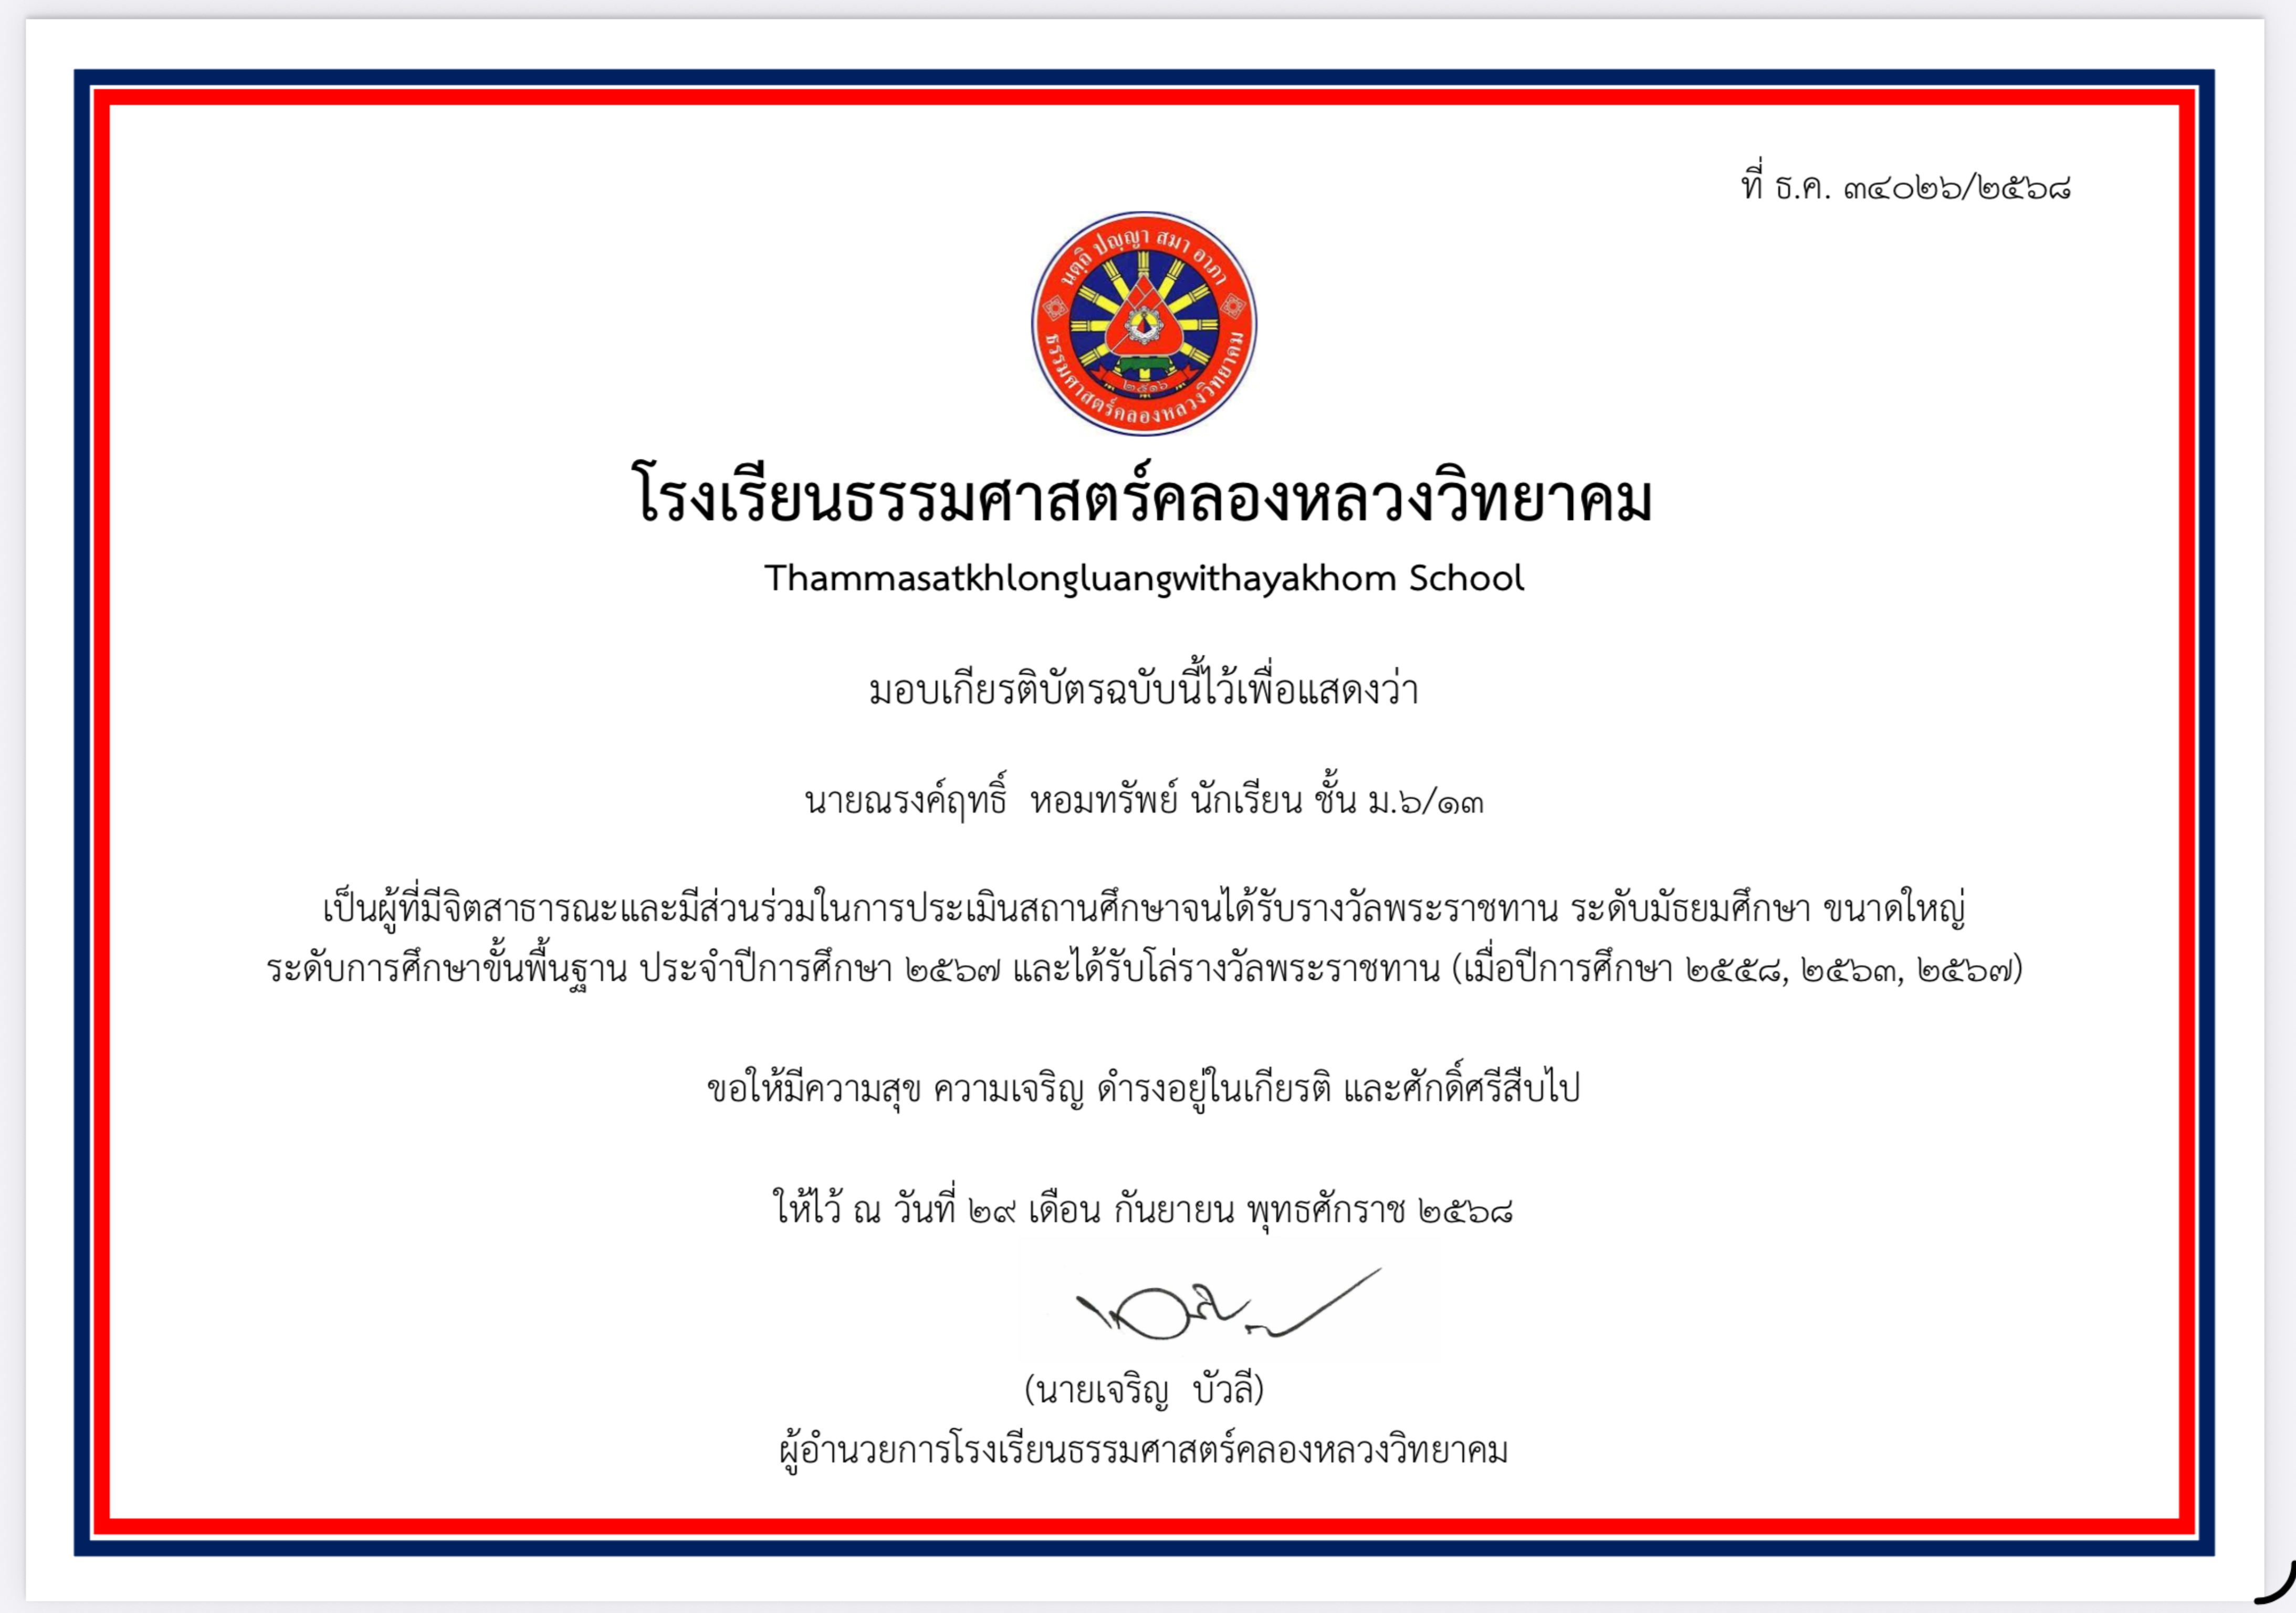 ที่ ธ.ค. ๓๔๐๒๖/๒๕๖๘
นตฺถิ ปญฺญา สมา อาภา
๒๕๑๖
ธรรมศาสตร์คลองหลวงวิทยาคม
โรงเรียนธรรมศาสตร์คลองหลวงวิทยาคม
Thammasatkhlongluangwithayakhom School
มอบเกียรติบัตรฉบับนี้ไว้เพื่อแสดงว่า
นายณรงค์ฤทธิ์ หอมทรัพย์ นักเรียน ชั้น ม.๖/๑๓
เป็นผู้ที่มีจิตสาธารณะและมีส่วนร่วมในการประเมินสถานศึกษาจนได้รับรางวัลพระราชทาน ระดับมัธยมศึกษา ขนาดใหญ่
ระดับการศึกษาขั้นพื้นฐาน ประจำปีการศึกษา ๒๕๖๗ และได้รับโล่รางวัลพระราชทาน (เมื่อปีการศึกษา ๒๕๕๘, ๒๕๖๓, ๒๕๖๗)
ขอให้มีความสุข ความเจริญ ดำรงอยู่ในเกียรติ และศักดิ์ศรีสืบไป
ให้ไว้ ณ วันที่ ๒๙ เดือน กันยายน พุทธศักราช ๒๕๖๘
(นายเจริญ บัวลี)
ผู้อำนวยการโรงเรียนธรรมศาสตร์คลองหลวงวิทยาคม